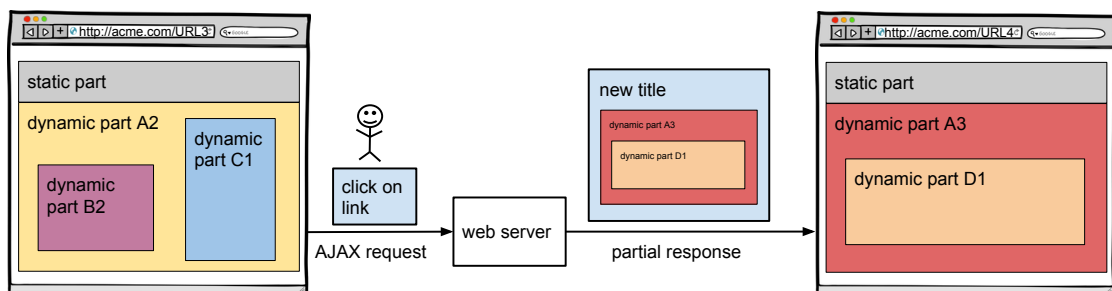 http://acme.com/URL3
static part
dynamic part A2
dynamic
part C1
dynamic
part B2
click on
link
AJAX request
web server
new title
dynamic part A3
dynamic part D1
partial response
http://acme.com/URL4
static part
dynamic part A3
dynamic part D1